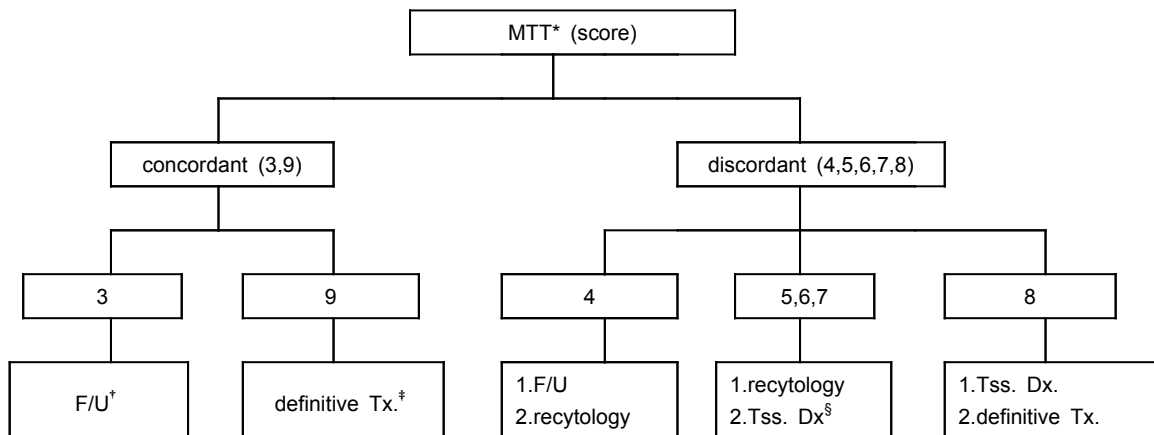 MTT* (score)
concordant (3,9)
discordant (4,5,6,7,8)
3
9
4
5,6,7
8
F/U†
definitive Tx.‡
1.F/U
2.recytology
1.recytology
2.Tss. Dx§
1.Tss. Dx.
2.definitive Tx.